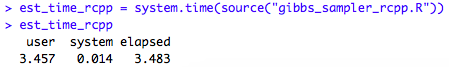 > est_time_rcpp = system.time(source("gibbs_sampler_rcpp.R"))
> est_time_rcpp
user system elapsed
3.457 0.014 3.483